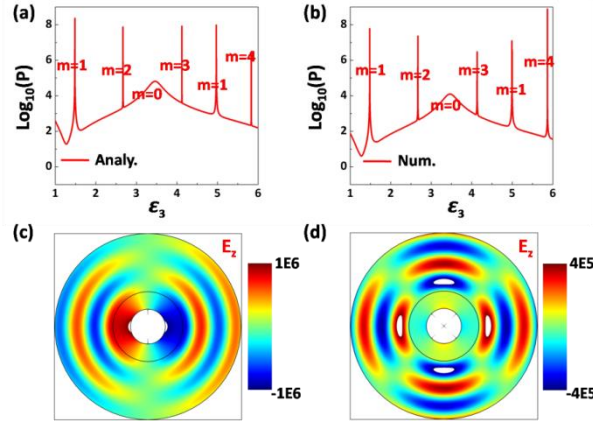 (a)
8
6
4
2
0
Log₁₀(P)
m=1
m=2
m=0
m=3
m=1
m=4
Analy.
1 2 3 4 5 6
ε₃
(b)
8
6
4
2
0
Log₁₀(P)
m=1
m=2
m=0
m=3
m=1
m=4
Num.
1 2 3 4 5 6
ε₃
(c)
E_z
1E6
-1E6
(d)
E_z
4E5
-4E5